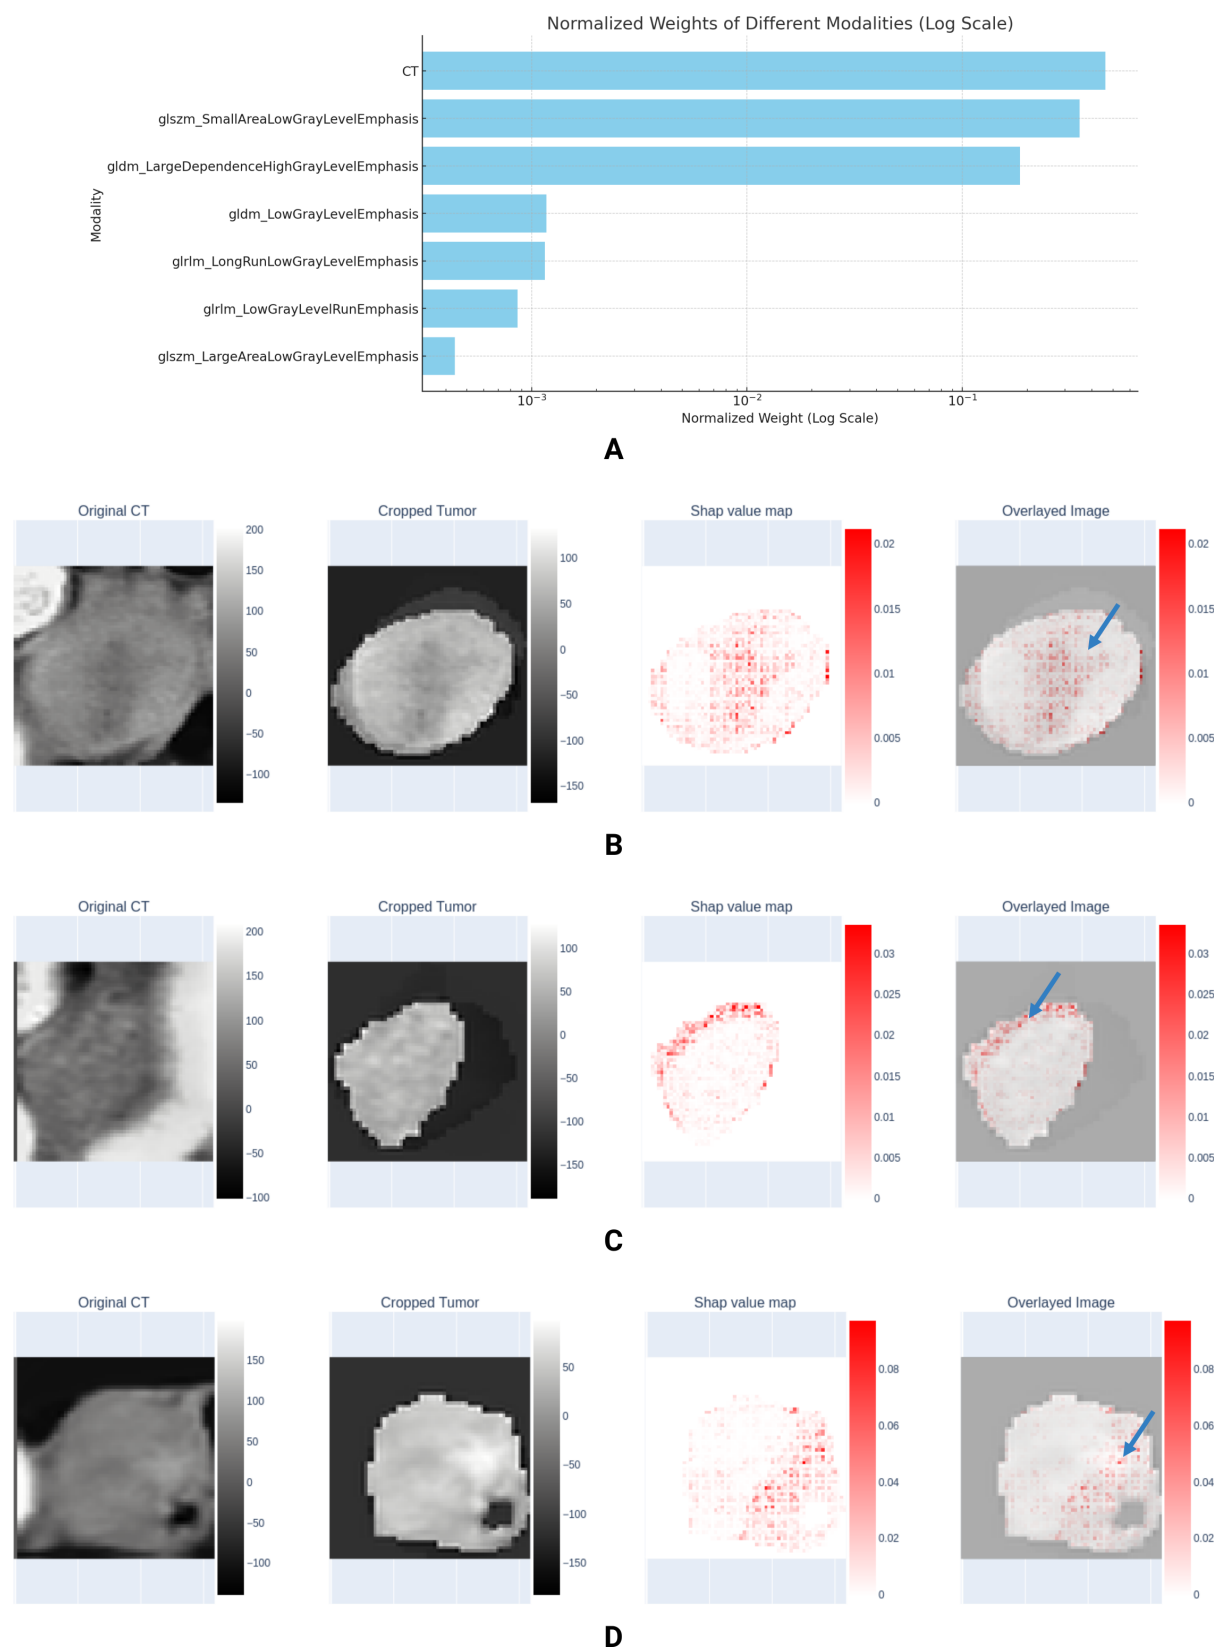 Normalized Weights of Different Modalities (Log Scale)
Modality
CT
glszm_SmallAreaLowGrayLevelEmphasis
gldm_LargeDependenceHighGrayLevelEmphasis
gldm_LowGrayLevelEmphasis
glrlm_LongRunLowGrayLevelEmphasis
glrlm_LowGrayLevelRunEmphasis
glszm_LargeAreaLowGrayLevelEmphasis
10⁻³ 10⁻² 10⁻¹
Normalized Weight (Log Scale)
A
Original CT
200
150
100
50
0
−50
−100
Cropped Tumor
100
50
0
−50
−100
−150
Shap value map
0.02
0.015
0.01
0.005
0
Overlayed Image
0.02
0.015
0.01
0.005
0
B
Original CT
200
150
100
50
0
−50
−100
Cropped Tumor
100
50
0
−50
−100
−150
Shap value map
0.03
0.025
0.02
0.015
0.01
0.005
0
Overlayed Image
0.03
0.025
0.02
0.015
0.01
0.005
0
C
Original CT
150
100
50
0
−50
−100
Cropped Tumor
50
0
−50
−100
−150
Shap value map
0.08
0.06
0.04
0.02
0
Overlayed Image
0.08
0.06
0.04
0.02
0
D